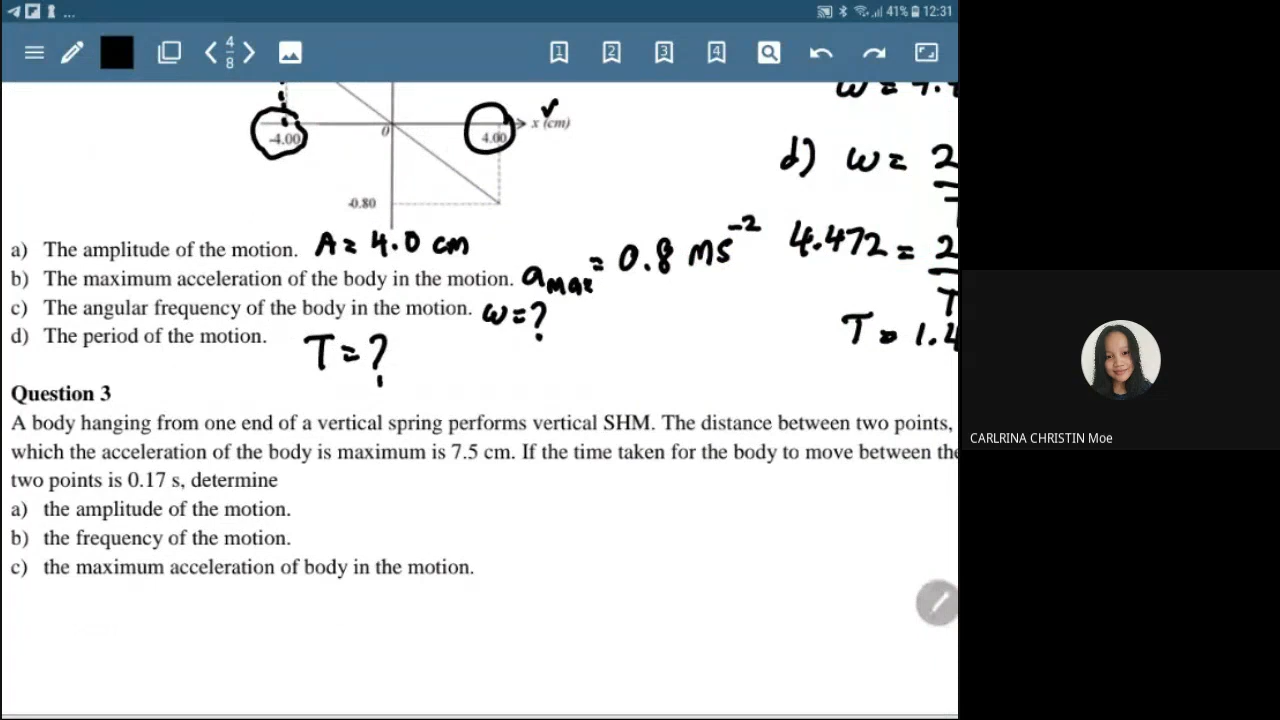 41% 12:31
4
8
1 2 3 4
-4.00 0 4.00 x (cm)
-0.80
d) ω = 2
4.472 = 2
T
T = 1.4
a) The amplitude of the motion. A = 4.0 cm
b) The maximum acceleration of the body in the motion. a max = 0.8 ms⁻²
c) The angular frequency of the body in the motion. ω = ?
d) The period of the motion. T = ?
Question 3
A body hanging from one end of a vertical spring performs vertical SHM. The distance between two points,
which the acceleration of the body is maximum is 7.5 cm. If the time taken for the body to move between the
two points is 0.17 s, determine
a) the amplitude of the motion.
b) the frequency of the motion.
c) the maximum acceleration of body in the motion.
CARLRINA CHRISTIN Moe